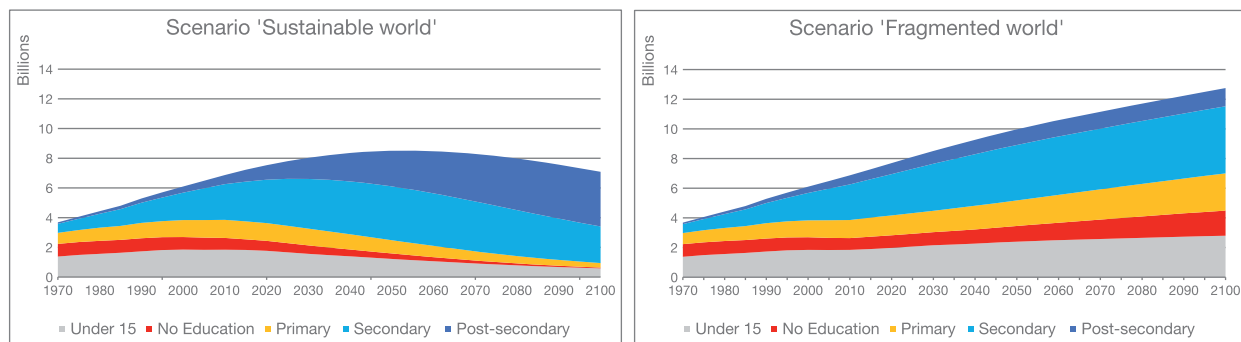 Scenario 'Sustainable world'
Billions
14
12
10
8
6
4
2
0
1970 1980 1990 2000 2010 2020 2030 2040 2050 2060 2070 2080 2090 2100
Under 15 No Education Primary Secondary Post-secondary
Scenario 'Fragmented world'
Billions
14
12
10
8
6
4
2
0
1970 1980 1990 2000 2010 2020 2030 2040 2050 2060 2070 2080 2090 2100
Under 15 No Education Primary Secondary Post-secondary